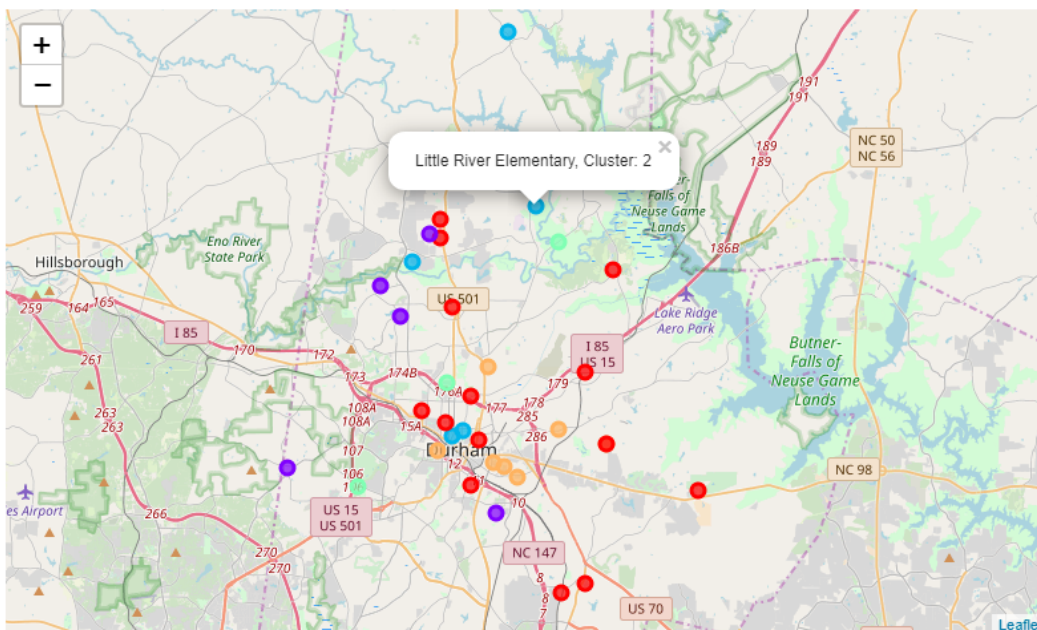 +
−
191
191
NC 50
NC 56
189
189
Little River Elementary, Cluster: 2
×
Falls of
Neuse Game
Lands
186B
Eno River
State Park
Hillsborough
259
164
165
I 85
170
172
261
US 501
Lake Ridge
Aero Park
I 85
US 15
Butner-
Falls of
Neuse Game
Lands
173
174B
176A
177
178
179
285
286
108A
108A
15A
263
263
107
106
Durham
12
10
NC 98
US 15
US 501
es Airport
266
270
270
NC 147
8
8
7
US 70
Leafle